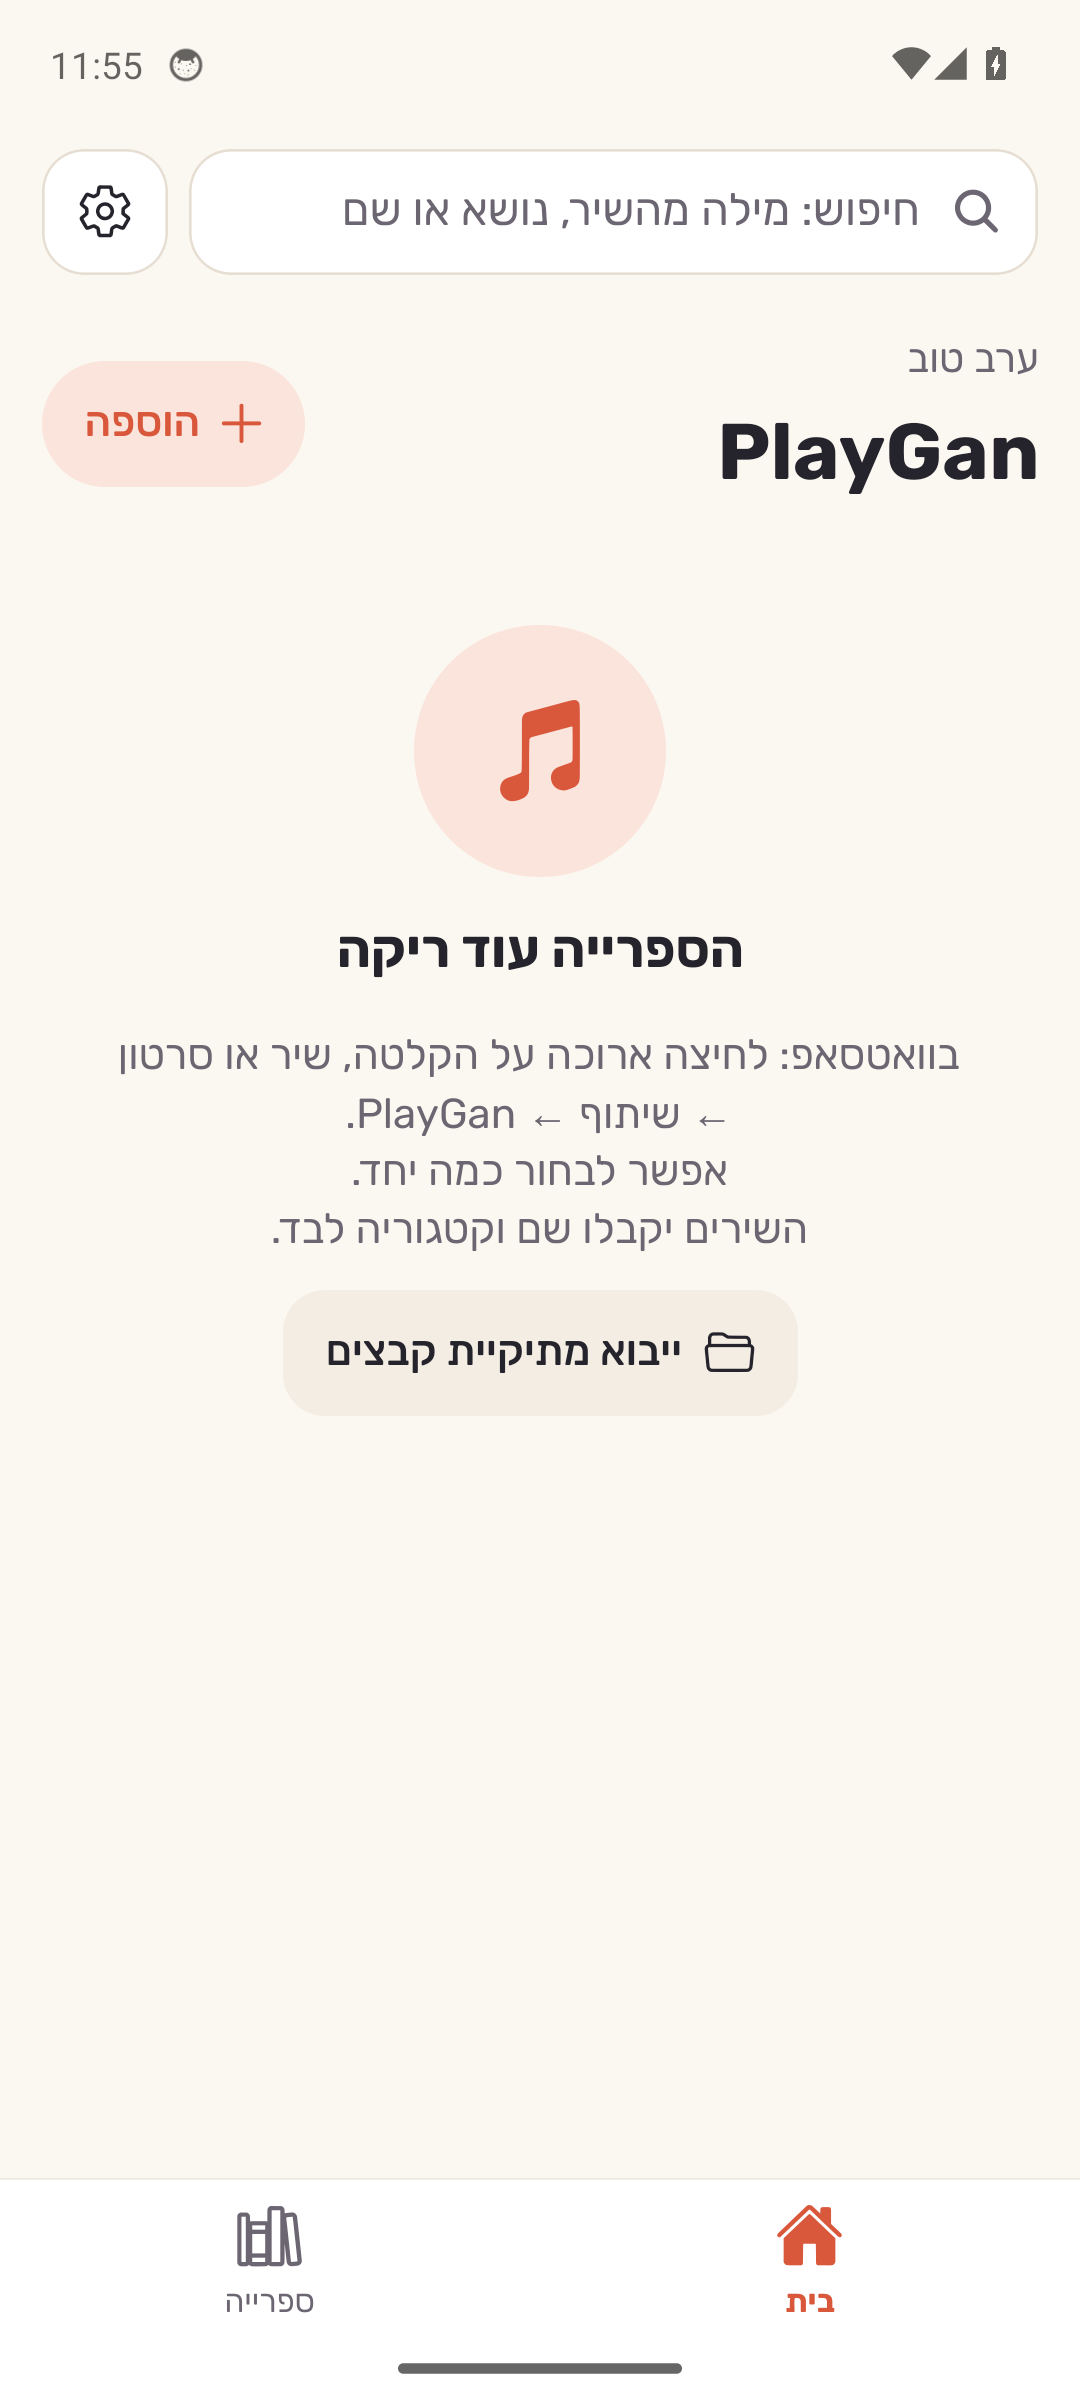 11:55
חיפוש: מילה מהשיר, נושא או שם
ערב טוב
PlayGan
הוספה
הספרייה עוד ריקה
בוואטסאפ: לחיצה ארוכה על הקלטה, שיר או סרטון
← שיתוף ← PlayGan.
אפשר לבחור כמה יחד.
השירים יקבלו שם וקטגוריה לבד.
ייבוא מתיקיית קבצים
בית
ספרייה